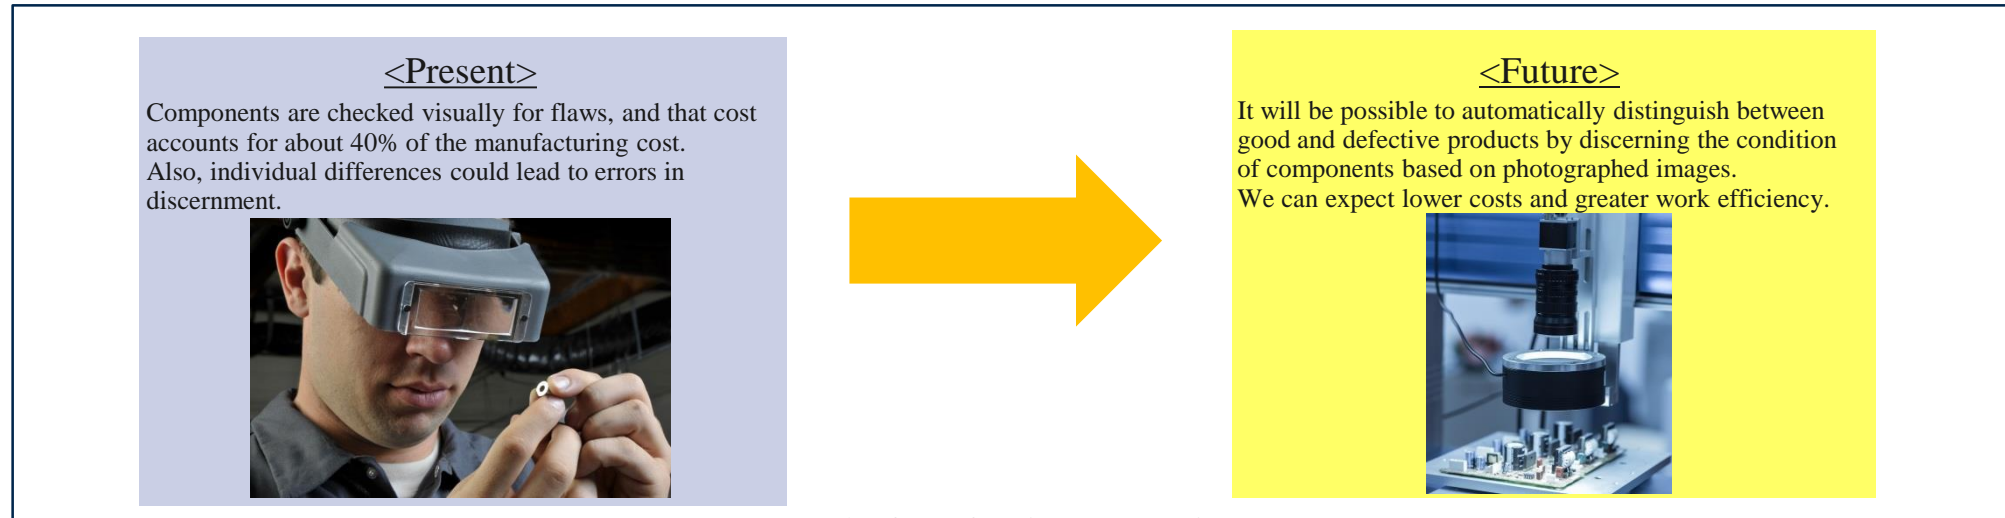 <Present>
Components are checked visually for flaws, and that cost
accounts for about 40% of the manufacturing cost.
Also, individual differences could lead to errors in
discernment.
<Future>
It will be possible to automatically distinguish between
good and defective products by discerning the condition
of components based on photographed images.
We can expect lower costs and greater work efficiency.